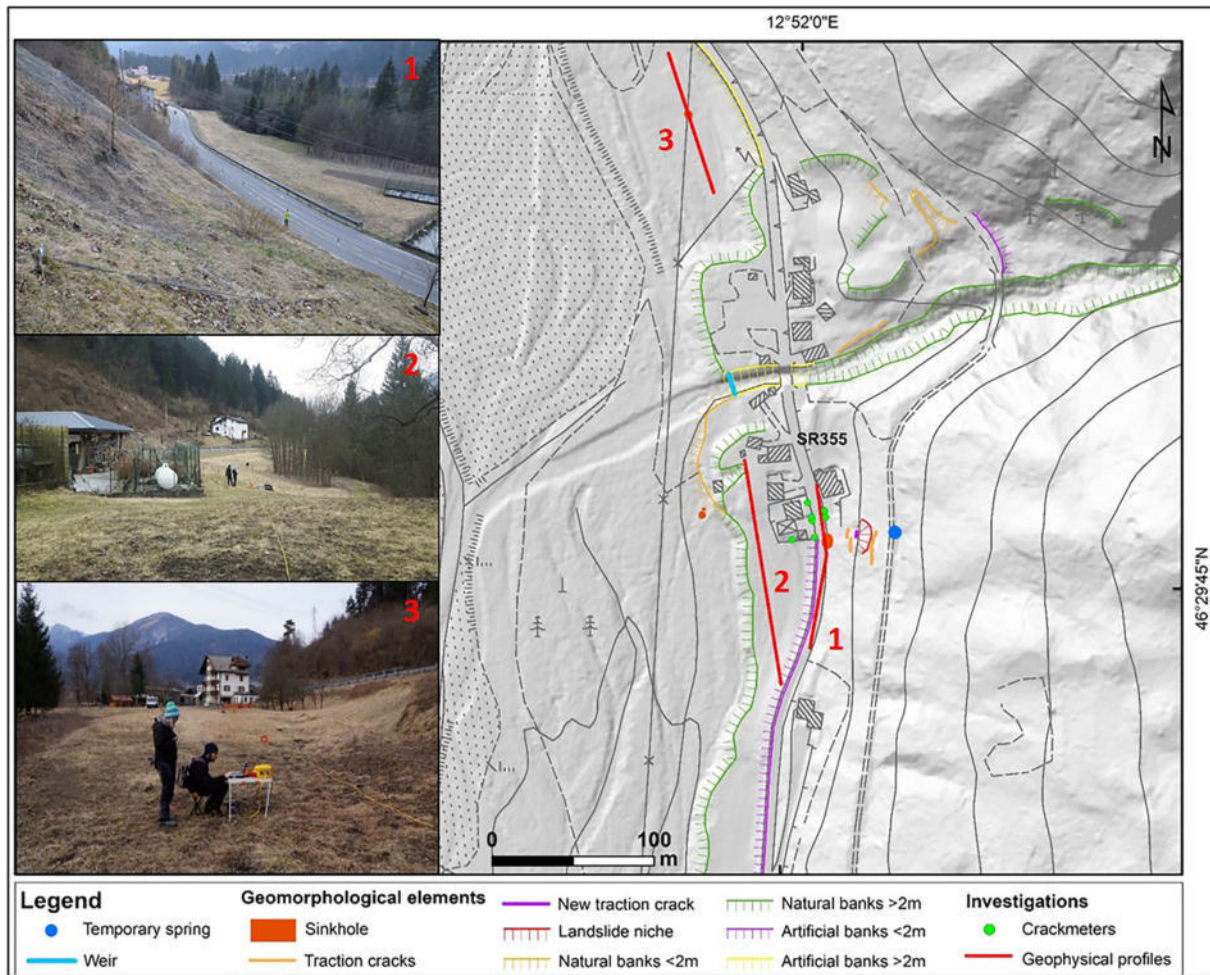 12°52'0"E
1
2
3
3
N
SR355
2
1
46°29'45"N
0
100
m
Legend
Temporary spring
Weir
Geomorphological elements
Sinkhole
Traction cracks
New traction crack
Landslide niche
Natural banks <2m
Natural banks >2m
Artificial banks <2m
Artificial banks >2m
Investigations
Crackmeters
Geophysical profiles